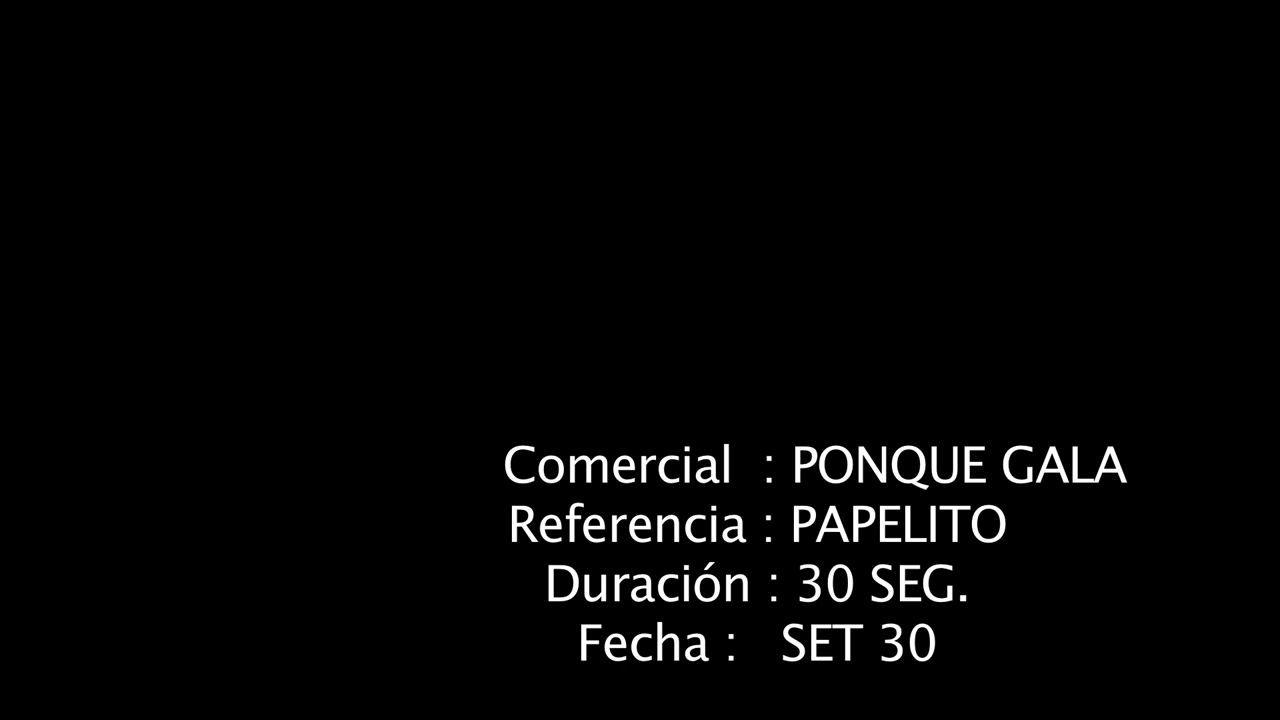 Comercial : PONQUE GALA
Referencia : PAPELITO
Duración : 30 SEG.
Fecha : SET 30